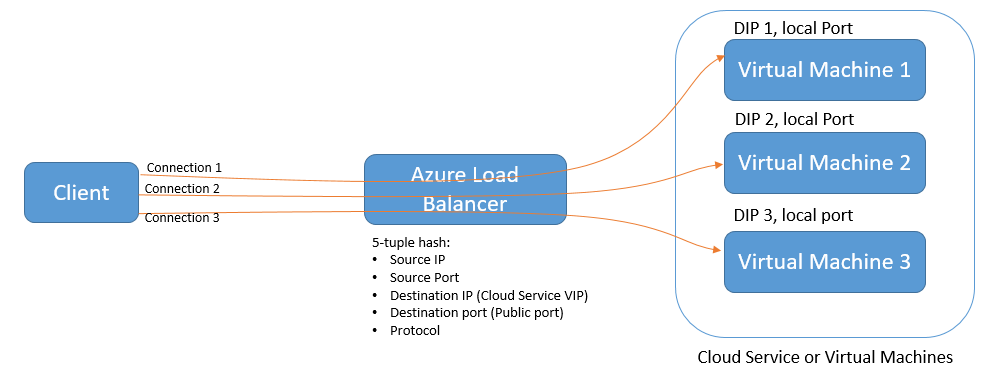 DIP 1, local Port
Virtual Machine 1
DIP 2, local Port
Virtual Machine 2
DIP 3, local port
Virtual Machine 3
Cloud Service or Virtual Machines
Client
Connection 1
Connection 2
Connection 3
Azure Load
Balancer
5-tuple hash:
• Source IP
• Source Port
• Destination IP (Cloud Service VIP)
• Destination port (Public port)
• Protocol